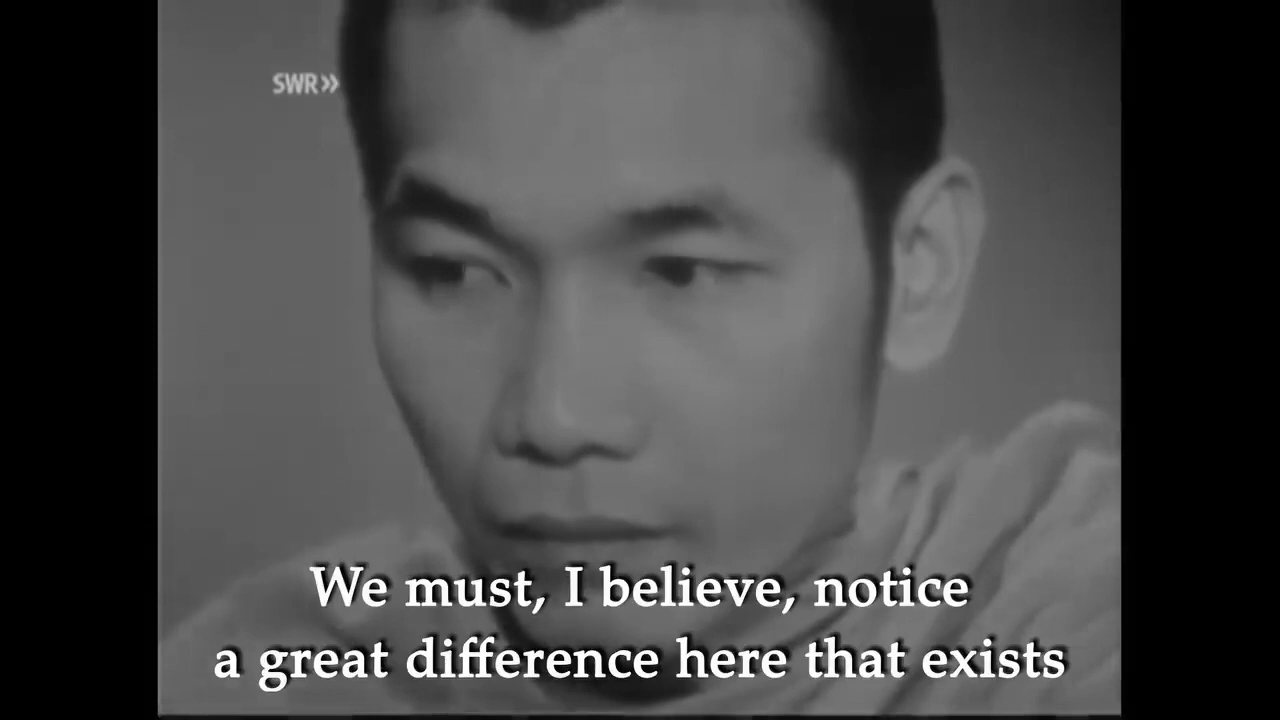 SWR»
We must, I believe, notice
a great difference here that exists